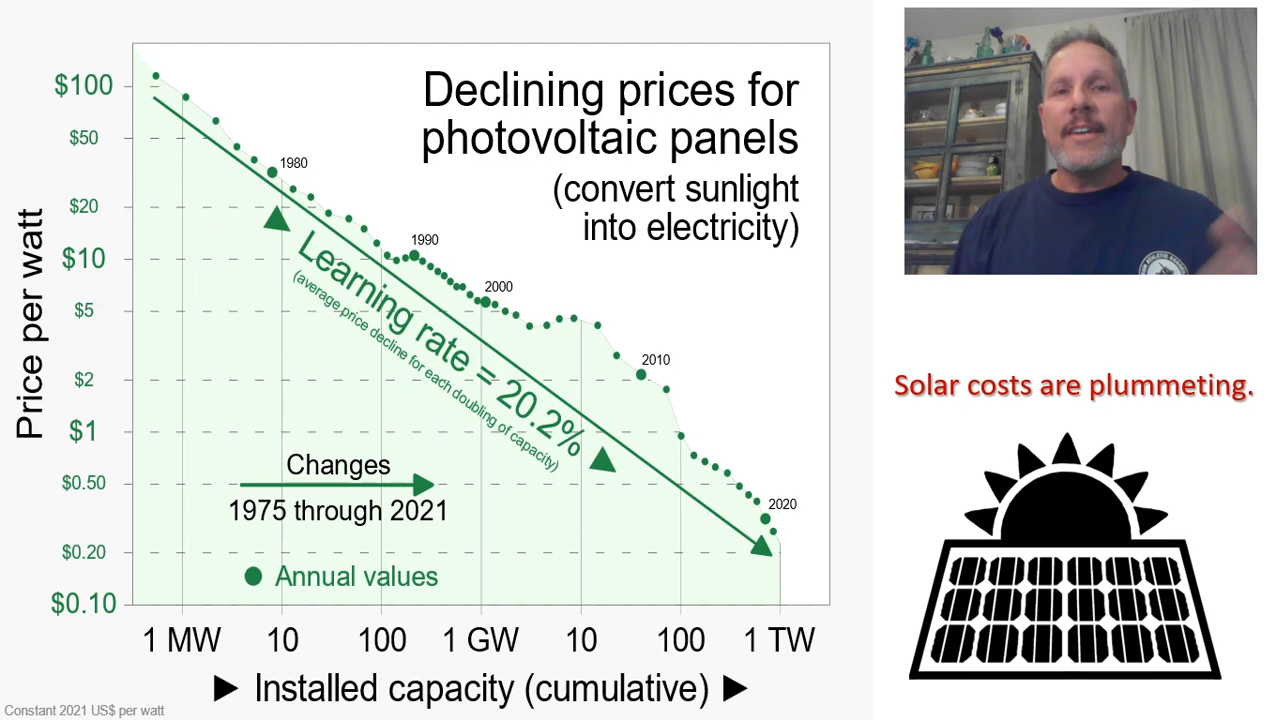 Declining prices for
photovoltaic panels
(convert sunlight
into electricity)
Price per watt
$100
$50
$20
$10
$5
$2
$1
$0.50
$0.20
$0.10
1980
1990
2000
2010
2020
Learning rate = 20.2%
(average price decline for each doubling of capacity)
Changes
1975 through 2021
Annual values
1 MW 10 100 1 GW 10 100 1 TW
Installed capacity (cumulative)
Constant 2021 US$ per watt
Solar costs are plummeting.